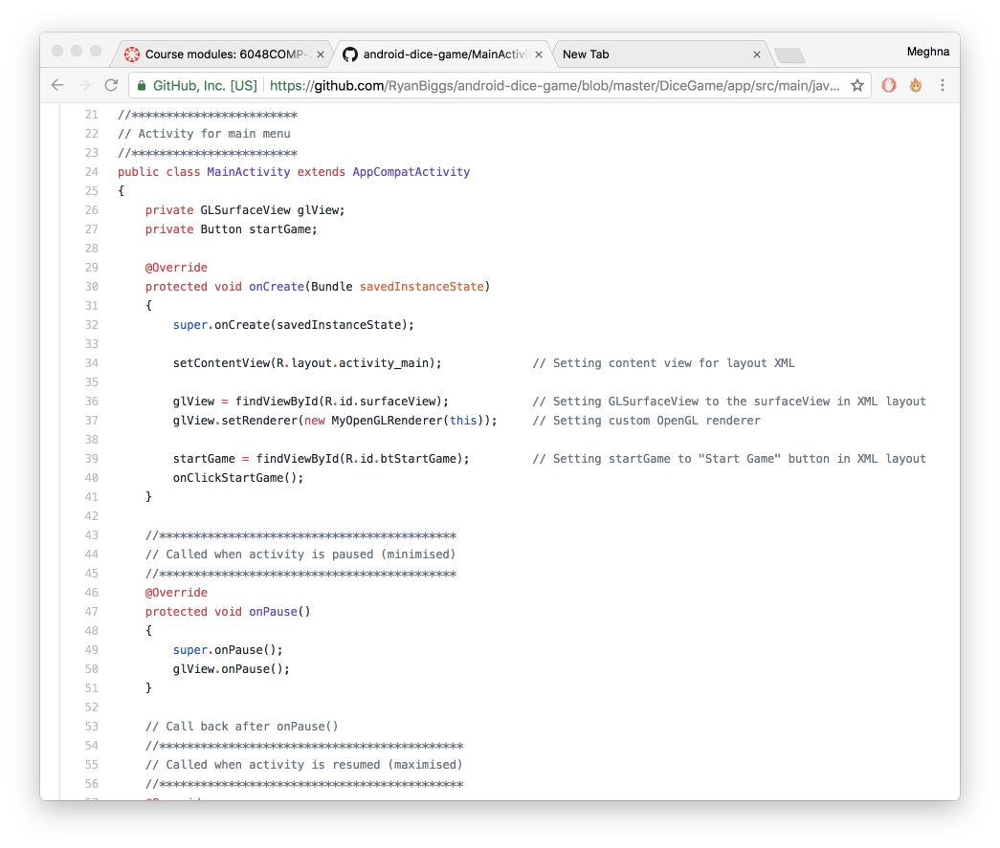 Course modules: 6048COMP-
android-dice-game/MainActivi
New Tab
Meghna
GitHub, Inc. [US]
https://github.com/RyanBiggs/android-dice-game/blob/master/DiceGame/app/src/main/jav...
21 //************************
22 // Activity for main menu
23 //************************
24 public class MainActivity extends AppCompatActivity
25 {
26 private GLSurfaceView glView;
27 private Button startGame;
28
29 @Override
30 protected void onCreate(Bundle savedInstanceState)
31 {
32 super.onCreate(savedInstanceState);
33
34 setContentView(R.layout.activity_main); // Setting content view for layout XML
35
36 glView = findViewById(R.id.surfaceView); // Setting GLSurfaceView to the surfaceView in XML layout
37 glView.setRenderer(new MyOpenGLRenderer(this)); // Setting custom OpenGL renderer
38
39 startGame = findViewById(R.id.btStartGame); // Setting startGame to "Start Game" button in XML layout
40 onClickStartGame();
41 }
42
43 //*******************************************
44 // Called when activity is paused (minimised)
45 //*******************************************
46 @Override
47 protected void onPause()
48 {
49 super.onPause();
50 glView.onPause();
51 }
52
53 // Call back after onPause()
54 //********************************************
55 // Called when activity is resumed (maximised)
56 //********************************************